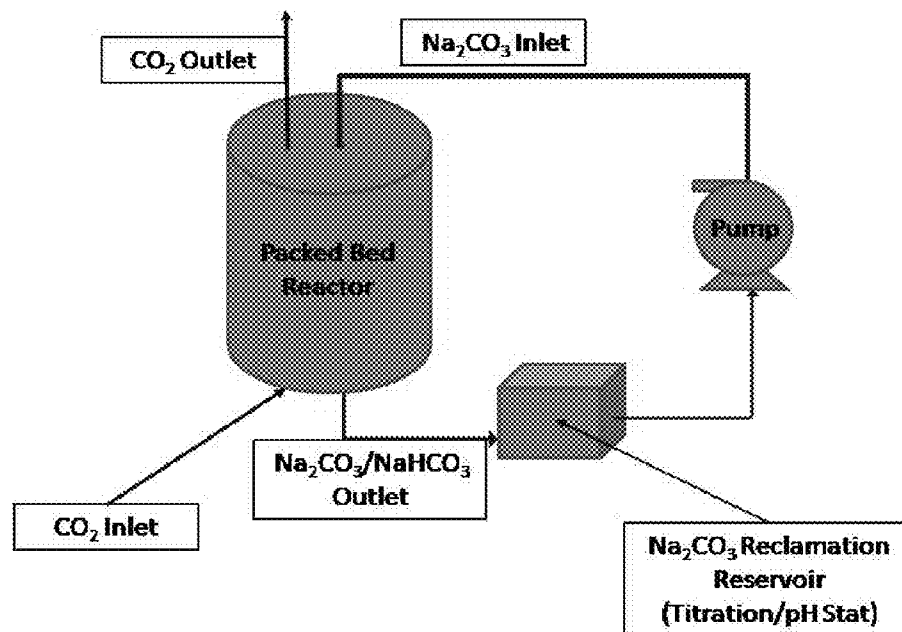 CO₂ Outlet
Na₂CO₃ Inlet
Packed Bed
Reactor
Pump
Na₂CO₃/NaHCO₃
Outlet
CO₂ Inlet
Na₂CO₃ Reclamation
Reservoir
(Titration/pH Stat)